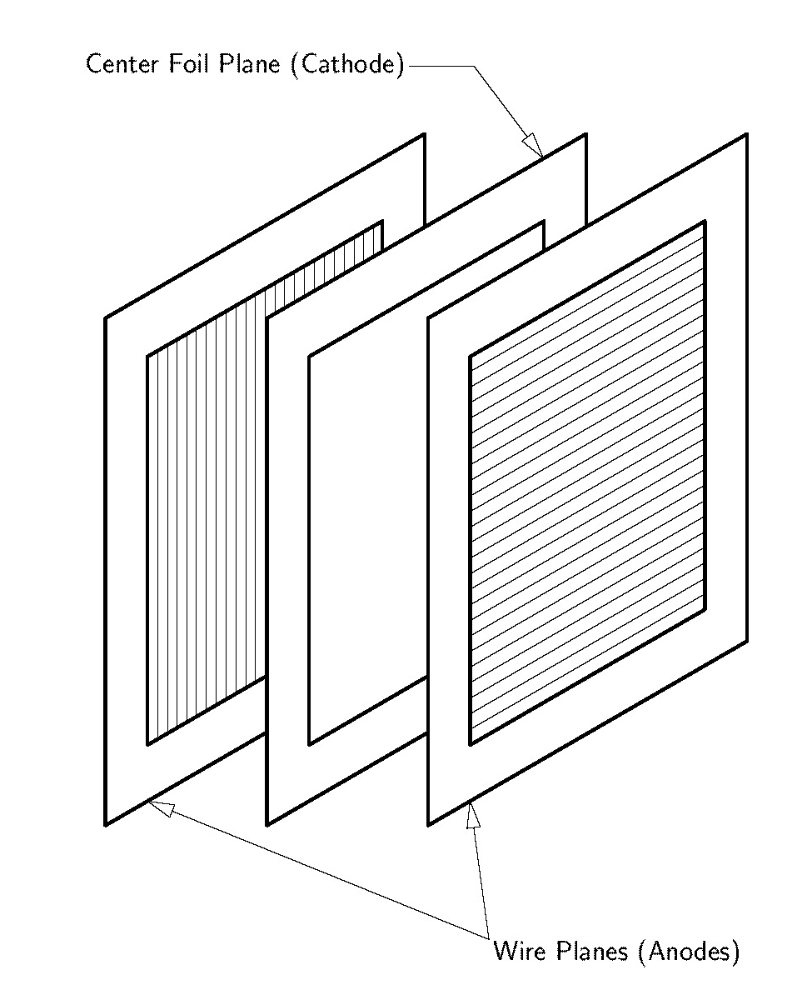 Center Foil Plane (Cathode)
Wire Planes (Anodes)